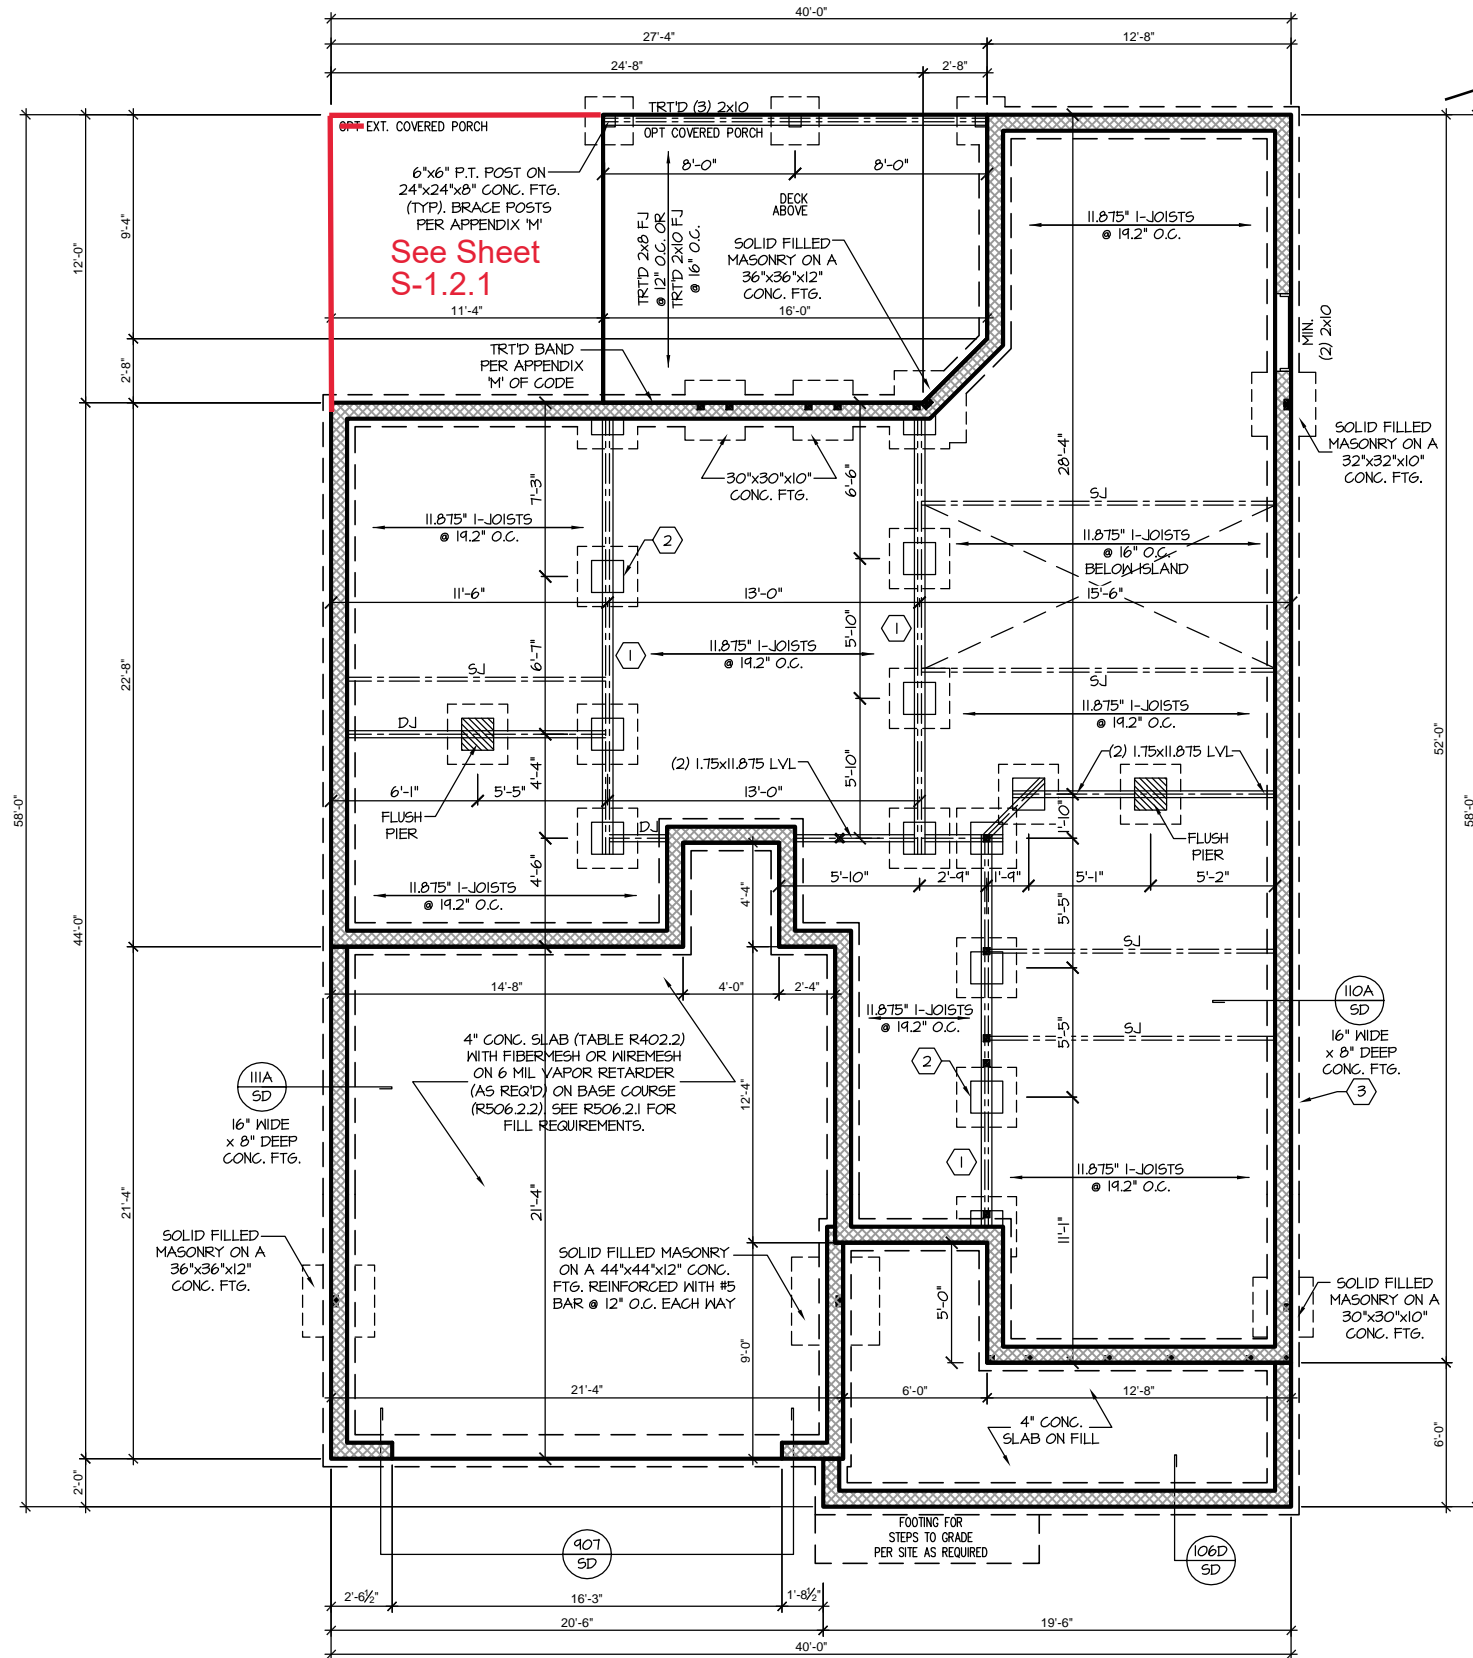 40'-0"
27'-4"
12'-8"
24'-8"
2'-8"
TRT'D (3) 2x10
OPT EXT. COVERED PORCH
OPT COVERED PORCH
6"x6" P.T. POST ON
24"x24"x8" CONC. FTG.
(TYP). BRACE POSTS
PER APPENDIX 'M'
See Sheet
S-1.2.1
8'-0"
8'-0"
DECK
ABOVE
TRT'D 2x8 FJ
@ 12" O.C. OR
TRT'D 2x10 FJ
@ 16" O.C.
SOLID FILLED
MASONRY ON A
36"x36"x12"
CONC. FTG.
11.875" I-JOISTS
@ 19.2" O.C.
11'-4"
16'-0"
9'-4"
12'-0"
2'-8"
MIN.
(2) 2x10
TRT'D BAND
PER APPENDIX
'M' OF CODE
SOLID FILLED
MASONRY ON A
32"x32"x10"
CONC. FTG.
7'-3"
30"x30"x10"
CONC. FTG.
6'-6"
28'-4"
SJ
11.875" I-JOISTS
@ 19.2" O.C.
2
11.875" I-JOISTS
@ 16" O.C.
BELOW ISLAND
11'-6"
13'-0"
15'-6"
1
1
11.875" I-JOISTS
@ 19.2" O.C.
6'-7"
5'-10"
22'-8"
SJ
SJ
11.875" I-JOISTS
@ 19.2" O.C.
DJ
52'-0"
(2) 1.75x11.875 LVL
(2) 1.75x11.875 LVL
4'-4"
5'-10"
6'-1"
5'-5"
13'-0"
FLUSH
PIER
DJ
1'-10"
FLUSH
PIER
58'-0"
58'-0"
11.875" I-JOISTS
@ 19.2" O.C.
4'-6"
4'-4"
5'-10"
2'-9"
1'-9"
5'-1"
5'-2"
5'-5"
44'-0"
SJ
14'-8"
4'-0"
2'-4"
11.875" I-JOISTS
@ 19.2" O.C.
110A
SD
16" WIDE
x 8" DEEP
CONC. FTG.
3
4" CONC. SLAB (TABLE R402.2)
WITH FIBERMESH OR WIREMESH
ON 6 MIL VAPOR RETARDER
(AS REQ'D) ON BASE COURSE
(R506.2.2). SEE R506.2.1 FOR
FILL REQUIREMENTS.
5'-5"
SJ
2
111A
SD
16" WIDE
x 8" DEEP
CONC. FTG.
12'-4"
1
11.875" I-JOISTS
@ 19.2" O.C.
21'-4"
21'-4"
11'-1"
SOLID FILLED
MASONRY ON A
36"x36"x12"
CONC. FTG.
SOLID FILLED MASONRY
ON A 44"x44"x12" CONC.
FTG. REINFORCED WITH #5
BAR @ 12" O.C. EACH WAY
5'-0"
SOLID FILLED
MASONRY ON A
30"x30"x10"
CONC. FTG.
9'-0"
21'-4"
6'-0"
12'-8"
4" CONC.
SLAB ON FILL
6'-0"
2'-0"
FOOTING FOR
STEPS TO GRADE
PER SITE AS REQUIRED
907
SD
106D
SD
2'-6½"
16'-3"
1'-8½"
20'-6"
19'-6"
40'-0"